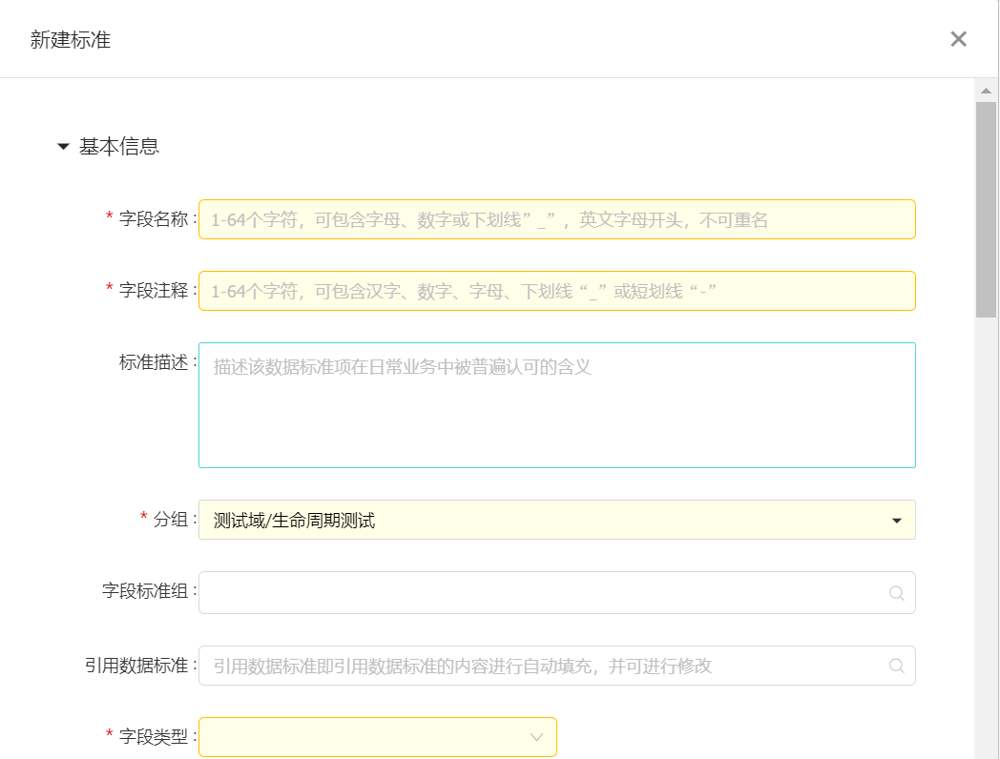 新建标准
基本信息
* 字段名称 : 1-64个字符，可包含字母、数字或下划线”_”，英文字母开头，不可重名
* 字段注释 : 1-64个字符，可包含汉字、数字、字母、下划线“_”或短划线“-”
标准描述 : 描述该数据标准项在日常业务中被普遍认可的含义
* 分组 : 测试域/生命周期测试
字段标准组 :
引用数据标准 : 引用数据标准即引用数据标准的内容进行自动填充，并可进行修改
* 字段类型 :